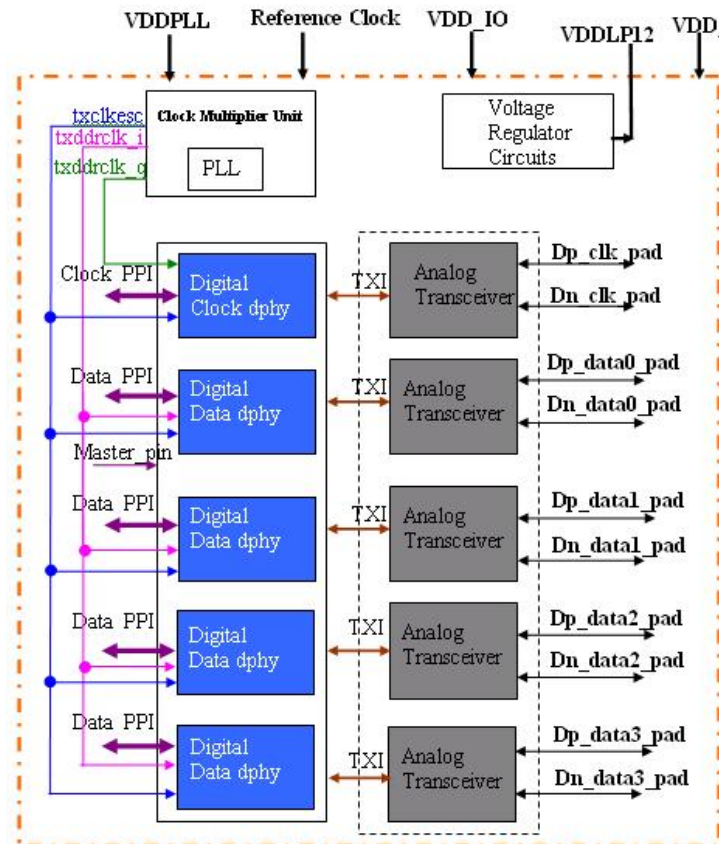 VDDPLL
Reference Clock
VDD_IO
VDDLP12
VDD_
txclkesc
txddrclk_i
txddrclk_q
Clock Multiplier Unit
PLL
Voltage
Regulator
Circuits
Clock PPI
Digital
Clock dphy
TXI
Analog
Transceiver
Dp_clk_pad
Dn_clk_pad
Data PPI
Digital
Data dphy
TXI
Analog
Transceiver
Dp_data0_pad
Dn_data0_pad
Master_pin
Data PPI
Digital
Data dphy
TXI
Analog
Transceiver
Dp_data1_pad
Dn_data1_pad
Data PPI
Digital
Data dphy
TXI
Analog
Transceiver
Dp_data2_pad
Dn_data2_pad
Data PPI
Digital
Data dphy
TXI
Analog
Transceiver
Dp_data3_pad
Dn_data3_pad